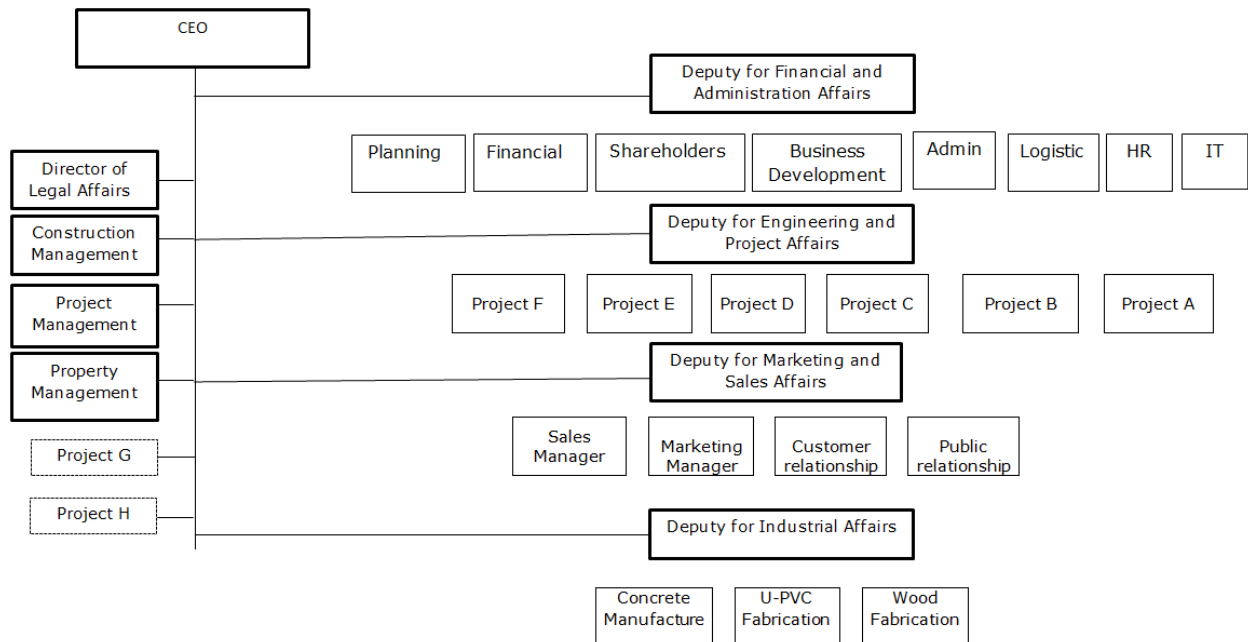 CEO
Deputy for Financial and
Administration Affairs
Planning
Financial
Shareholders
Business
Development
Admin
Logistic
HR
IT
Director of
Legal Affairs
Construction
Management
Deputy for Engineering and
Project Affairs
Project
Management
Project F
Project E
Project D
Project C
Project B
Project A
Property
Management
Deputy for Marketing and
Sales Affairs
Sales
Manager
Marketing
Manager
Customer
relationship
Public
relationship
Project G
Project H
Deputy for Industrial Affairs
Concrete
Manufacture
U-PVC
Fabrication
Wood
Fabrication